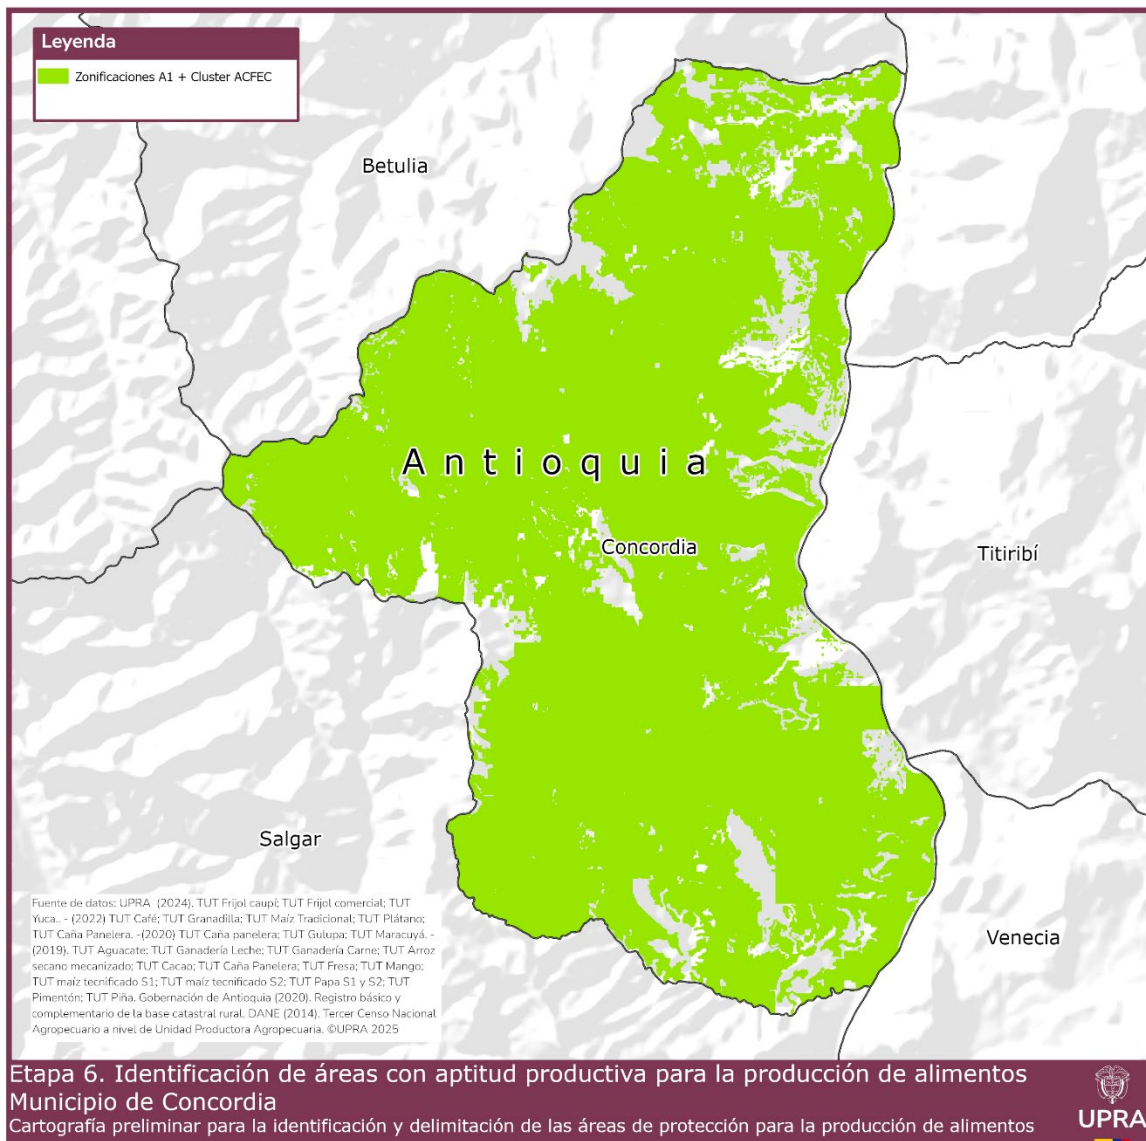 Leyenda
Zonificaciones A1 + Cluster ACFEC
Betulia
Antioquia
Concordia
Titiribí
Salgar
Venecia
Fuente de datos: UPRA (2024). TUT Frijol caupí; TUT Frijol comercial; TUT
Yuca.. - (2022) TUT Café; TUT Granadilla; TUT Maíz Tradicional; TUT Plátano;
TUT Caña Panelera. -(2020) TUT Caña panelera; TUT Gulupa; TUT Maracuyá. -
(2019). TUT Aguacate; TUT Ganadería Leche; TUT Ganadería Carne; TUT Arroz
secano mecanizado; TUT Cacao; TUT Caña Panelera; TUT Fresa; TUT Mango;
TUT maíz tecnificado S1; TUT maíz tecnificado S2; TUT Papa S1 y S2; TUT
Pimentón; TUT Piña. Gobernación de Antioquia (2020). Registro básico y
complementario de la base catastral rural. DANE (2014). Tercer Censo Nacional
Agropecuario a nivel de Unidad Productora Agropecuaria. ©UPRA 2025
Etapa 6. Identificación de áreas con aptitud productiva para la producción de alimentos
Municipio de Concordia
Cartografía preliminar para la identificación y delimitación de las áreas de protección para la producción de alimentos
UPRA